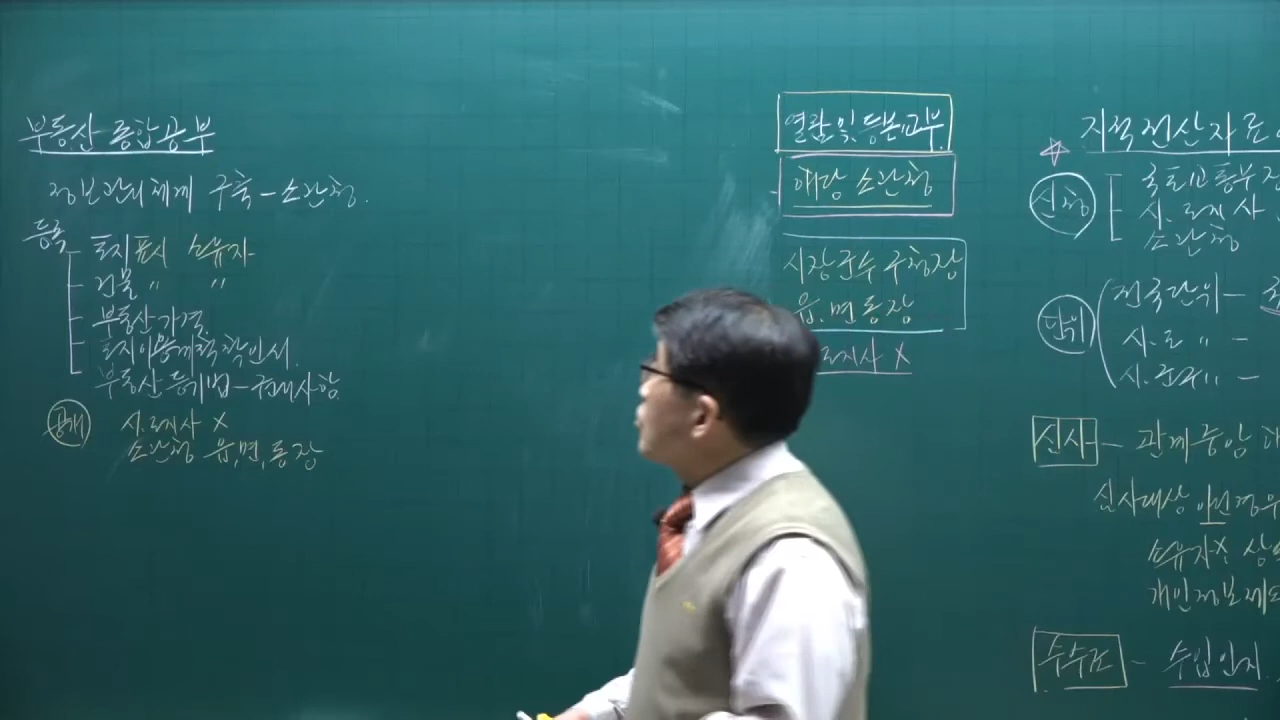 부동산 종합공부
정보관리체계 구축 - 소관청.
등록
토지 표시 소유자
건물 〃 〃
부동산가격.
토지이용계획확인서.
부동산등기법 - 권리사항.
공개
시.도지사 X
소관청 읍,면,동장
열람 및 등본교부
해당 소관청
시장 군수 구청장
읍.면동장
도지사 X
지적전산자료
신청
국토교통부장
시.도지사
소관청
단위
전국단위 -
시.도 〃 -
시.군구 〃 -
심사 - 관계중앙
심사대상 아닌경우
소유자X 상
개인정보제외
수수료 - 수입인지